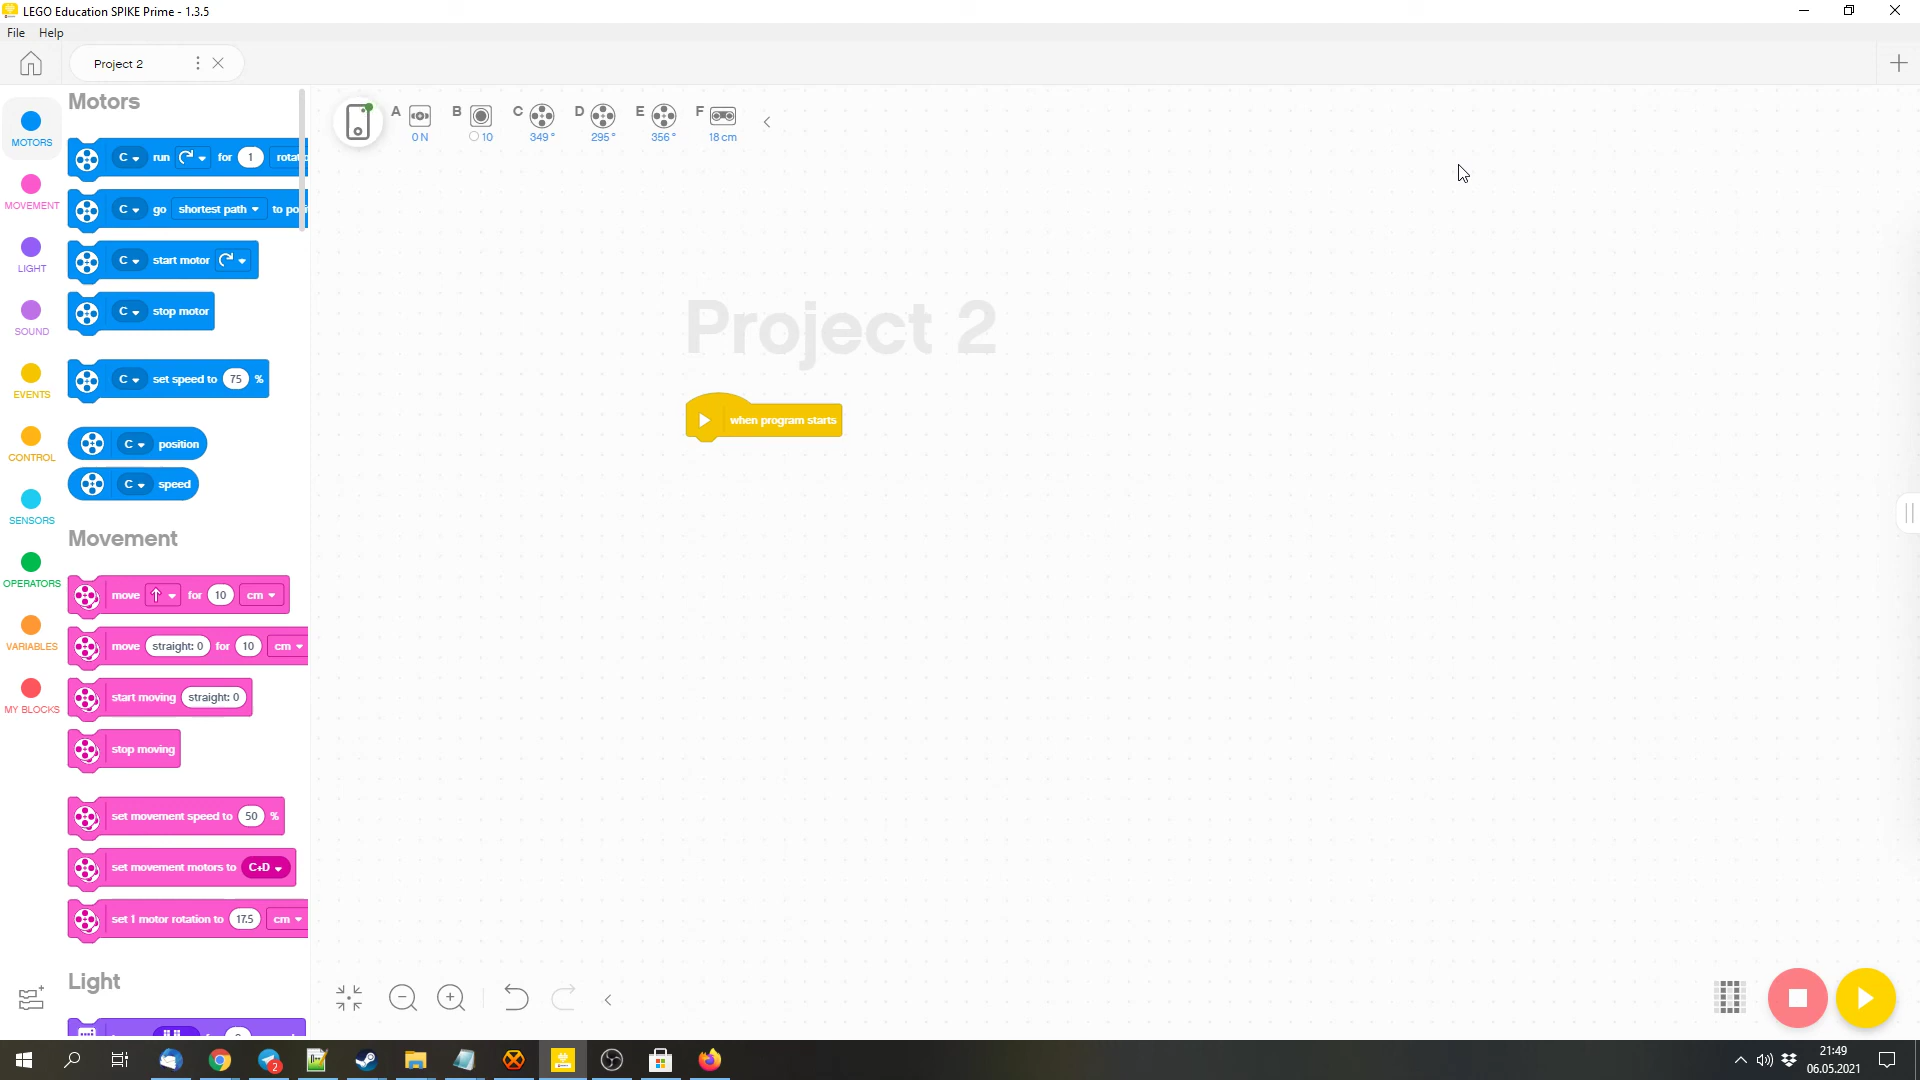 LEGO Education SPIKE Prime - 1.3.5
File Help
Project 2
Motors
A B C D E F
0 N 10 349° 295° 356° 18 cm
MOTORS
MOVEMENT
LIGHT
SOUND
EVENTS
CONTROL
SENSORS
OPERATORS
VARIABLES
MY BLOCKS
C run for 1
C go shortest path to
C start motor
C stop motor
C set speed to 75 %
C position
C speed
Movement
move for 10 cm
move straight: 0 for 10 cm
start moving straight: 0
stop moving
set movement speed to 50 %
set movement motors to C+D
set 1 motor rotation to 17.5 cm
Light
Project 2
when program starts
2
21:49
06.05.2021